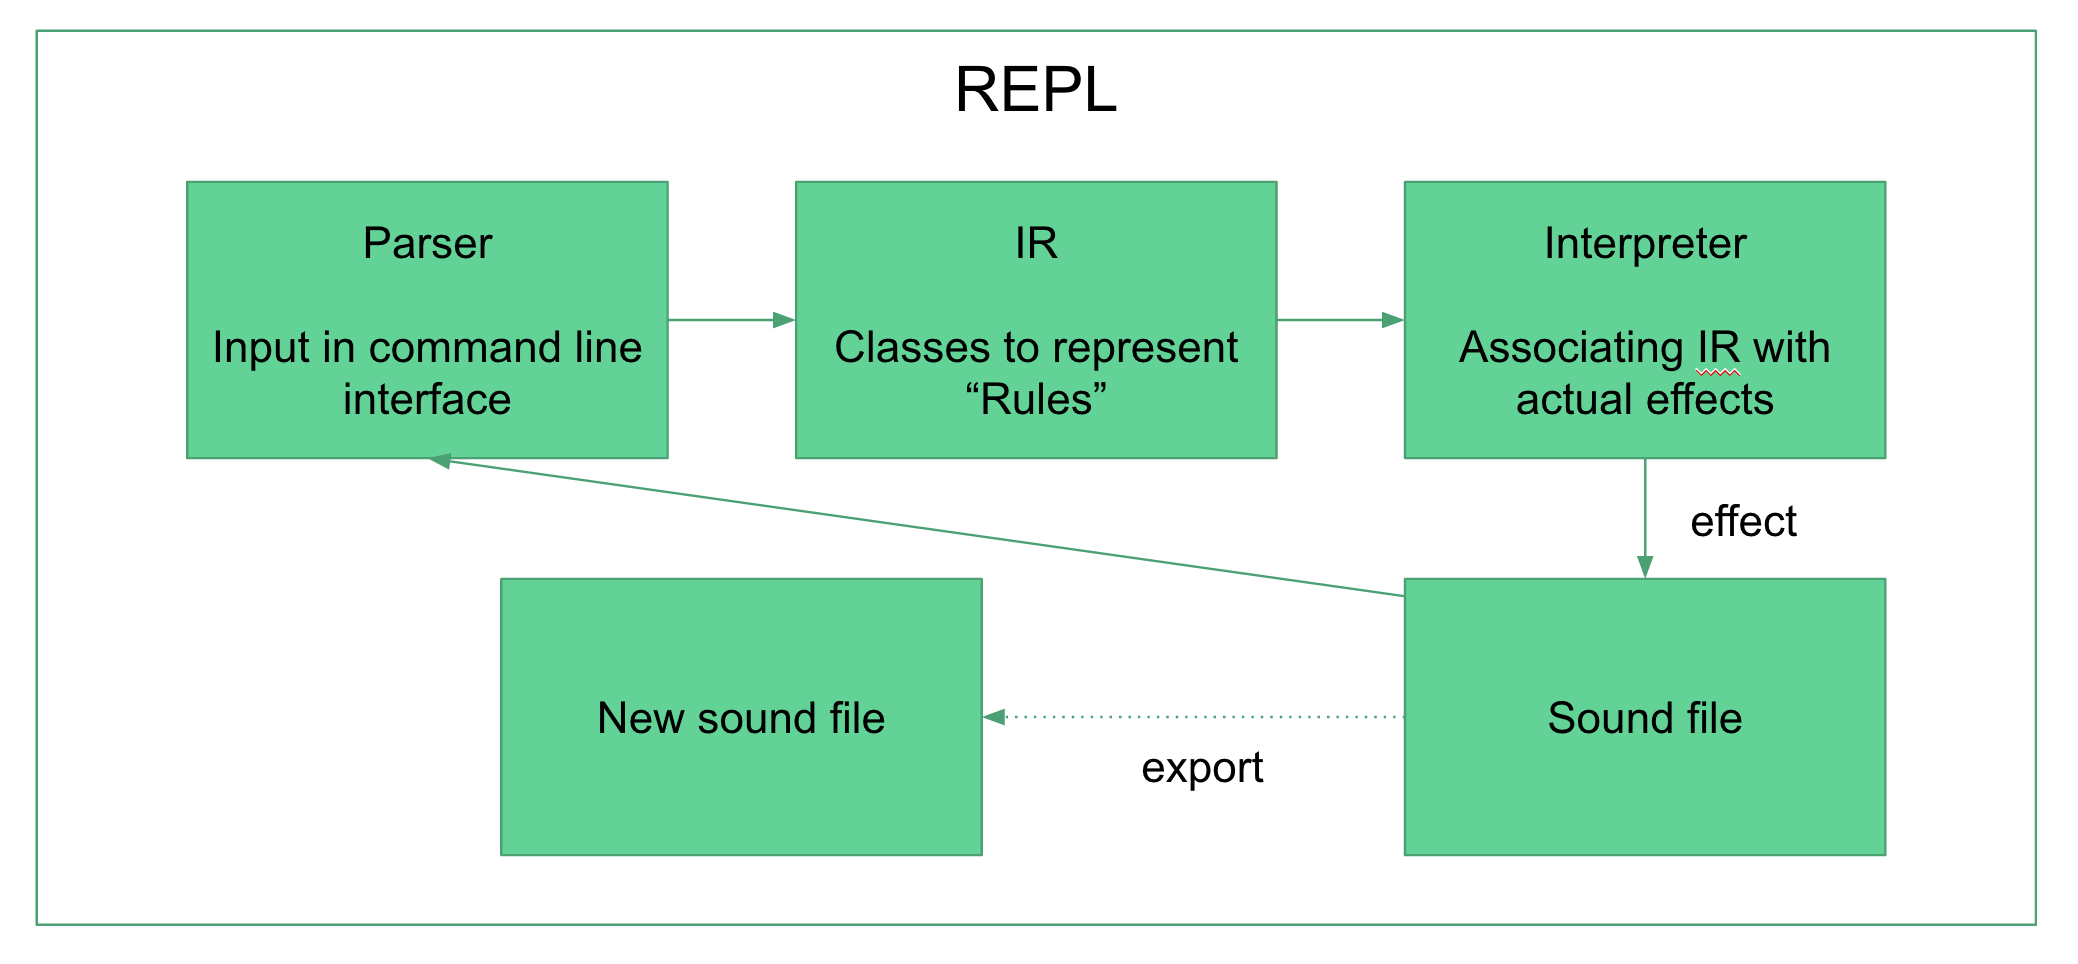 REPL
Parser
Input in command line
interface
IR
Classes to represent
“Rules”
Interpreter
Associating IR with
actual effects
effect
New sound file
export
Sound file